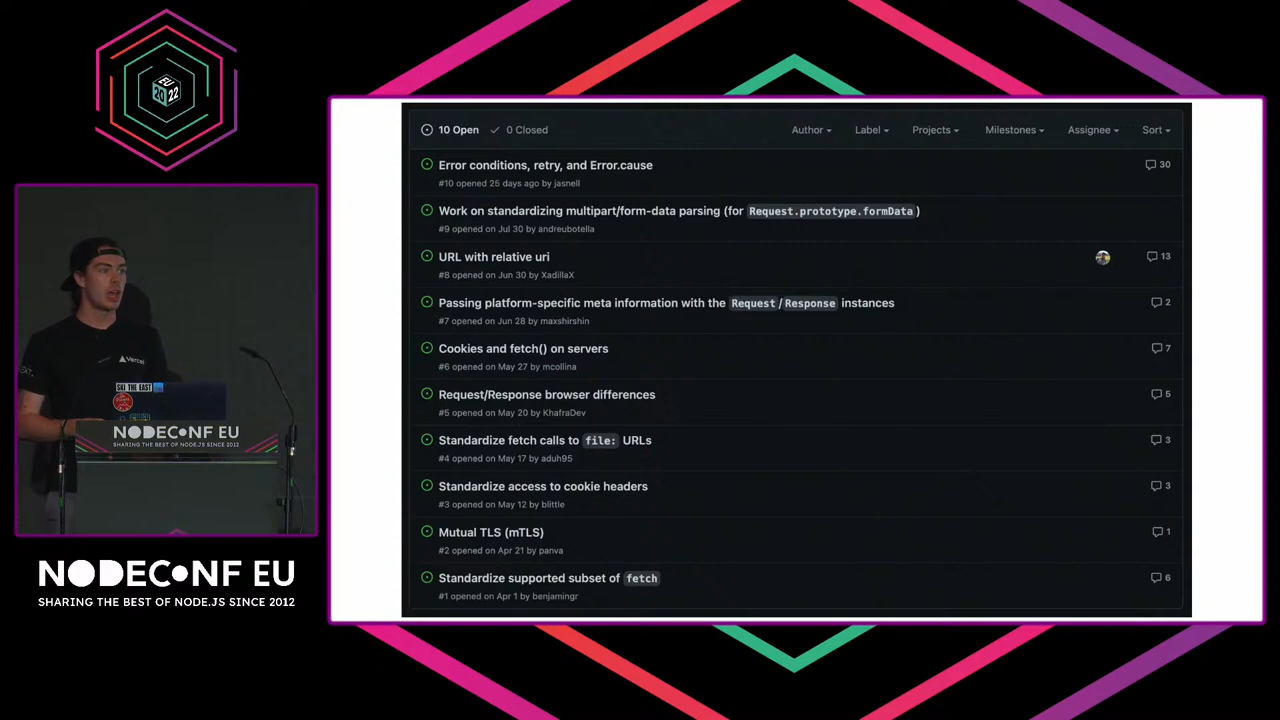 EU
20
22
Vercel
SKI THE EAST
NODECONF EU
SHARING THE BEST OF NODE.JS SINCE 2012
NODECONF EU
SHARING THE BEST OF NODE.JS SINCE 2012
10 Open
0 Closed
Author
Label
Projects
Milestones
Assignee
Sort
Error conditions, retry, and Error.cause
30
#10 opened 25 days ago by jasnell
Work on standardizing multipart/form-data parsing (for Request.prototype.formData)
#9 opened on Jul 30 by andreubotella
URL with relative uri
13
#8 opened on Jun 30 by XadillaX
Passing platform-specific meta information with the Request/Response instances
2
#7 opened on Jun 28 by maxshirshin
Cookies and fetch() on servers
7
#6 opened on May 27 by mcollina
Request/Response browser differences
5
#5 opened on May 20 by KhafraDev
Standardize fetch calls to file: URLs
3
#4 opened on May 17 by aduh95
Standardize access to cookie headers
3
#3 opened on May 12 by blittle
Mutual TLS (mTLS)
1
#2 opened on Apr 21 by panva
Standardize supported subset of fetch
6
#1 opened on Apr 1 by benjamingr